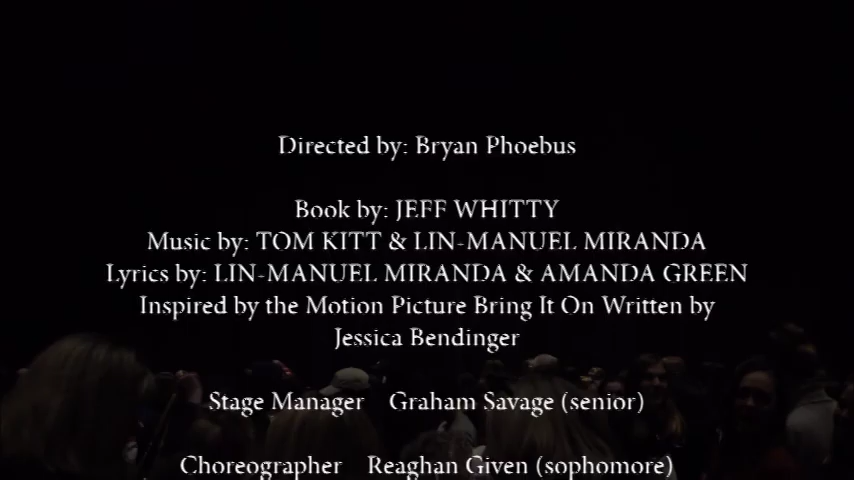 Directed by: Bryan Phoebus
Book by: JEFF WHITTY
Music by: TOM KITT & LIN-MANUEL MIRANDA
Lyrics by: LIN-MANUEL MIRANDA & AMANDA GREEN
Inspired by the Motion Picture Bring It On Written by
Jessica Bendinger
Stage Manager Graham Savage (senior)
Choreographer Reaghan Given (sophomore)